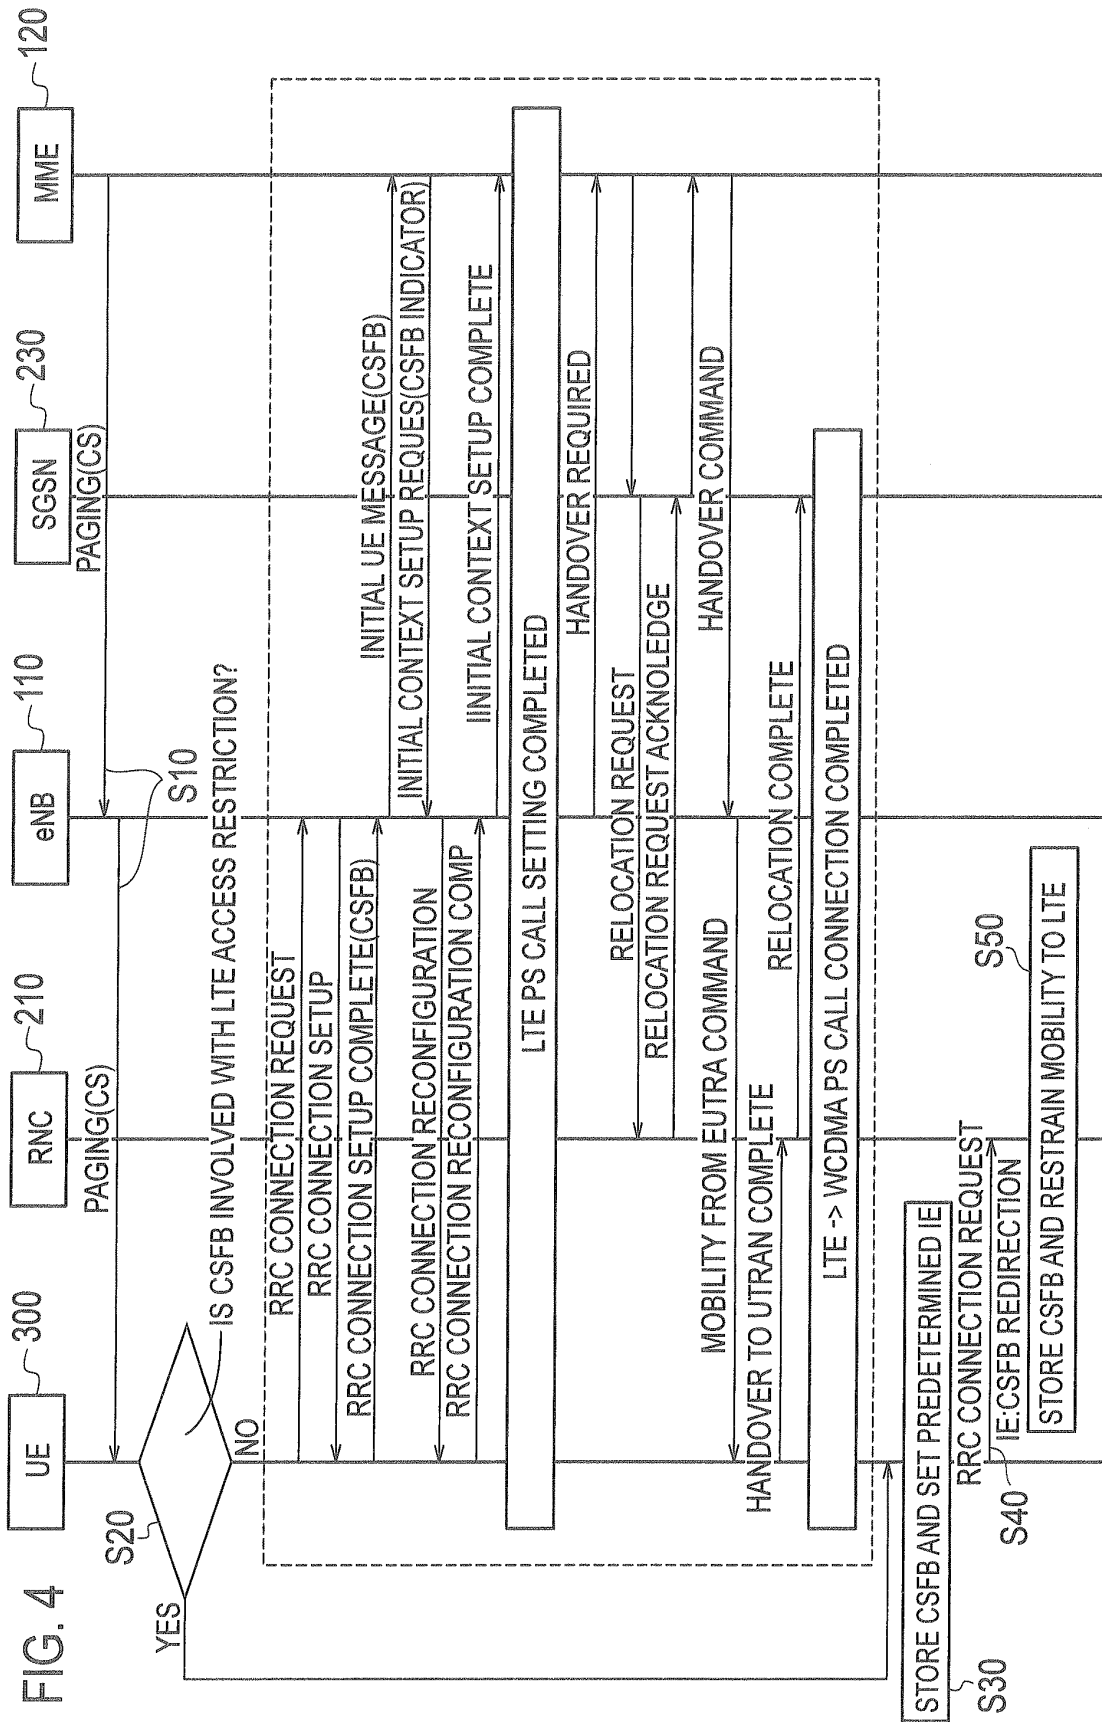 FIG. 4
UE
300
RNC
210
eNB
110
SGSN
230
MME
120
PAGING(CS)
PAGING(CS)
S10
S20
YES
NO
IS CSFB INVOLVED WITH LTE ACCESS RESTRICTION?
RRC CONNECTION REQUEST
RRC CONNECTION SETUP
RRC CONNECTION SETUP COMPLETE(CSFB)
INITIAL UE MESSAGE(CSFB)
INITIAL CONTEXT SETUP REQUES(CSFB INDICATOR)
RRC CONNECTION RECONFIGURATION
RRC CONNECTION RECONFIGURATION COMP
IINITIAL CONTEXT SETUP COMPLETE
LTE PS CALL SETTING COMPLETED
HANDOVER REQUIRED
RELOCATION REQUEST
RELOCATION REQUEST ACKNOLEDGE
HANDOVER COMMAND
MOBILITY FROM EUTRA COMMAND
HANDOVER TO UTRAN COMPLETE
RELOCATION COMPLETE
LTE -> WCDMA PS CALL CONNECTION COMPLETED
STORE CSFB AND SET PREDETERMINED IE
S30
RRC CONNECTION REQUEST
IE:CSFB REDIRECTION
S40
S50
STORE CSFB AND RESTRAIN MOBILITY TO LTE